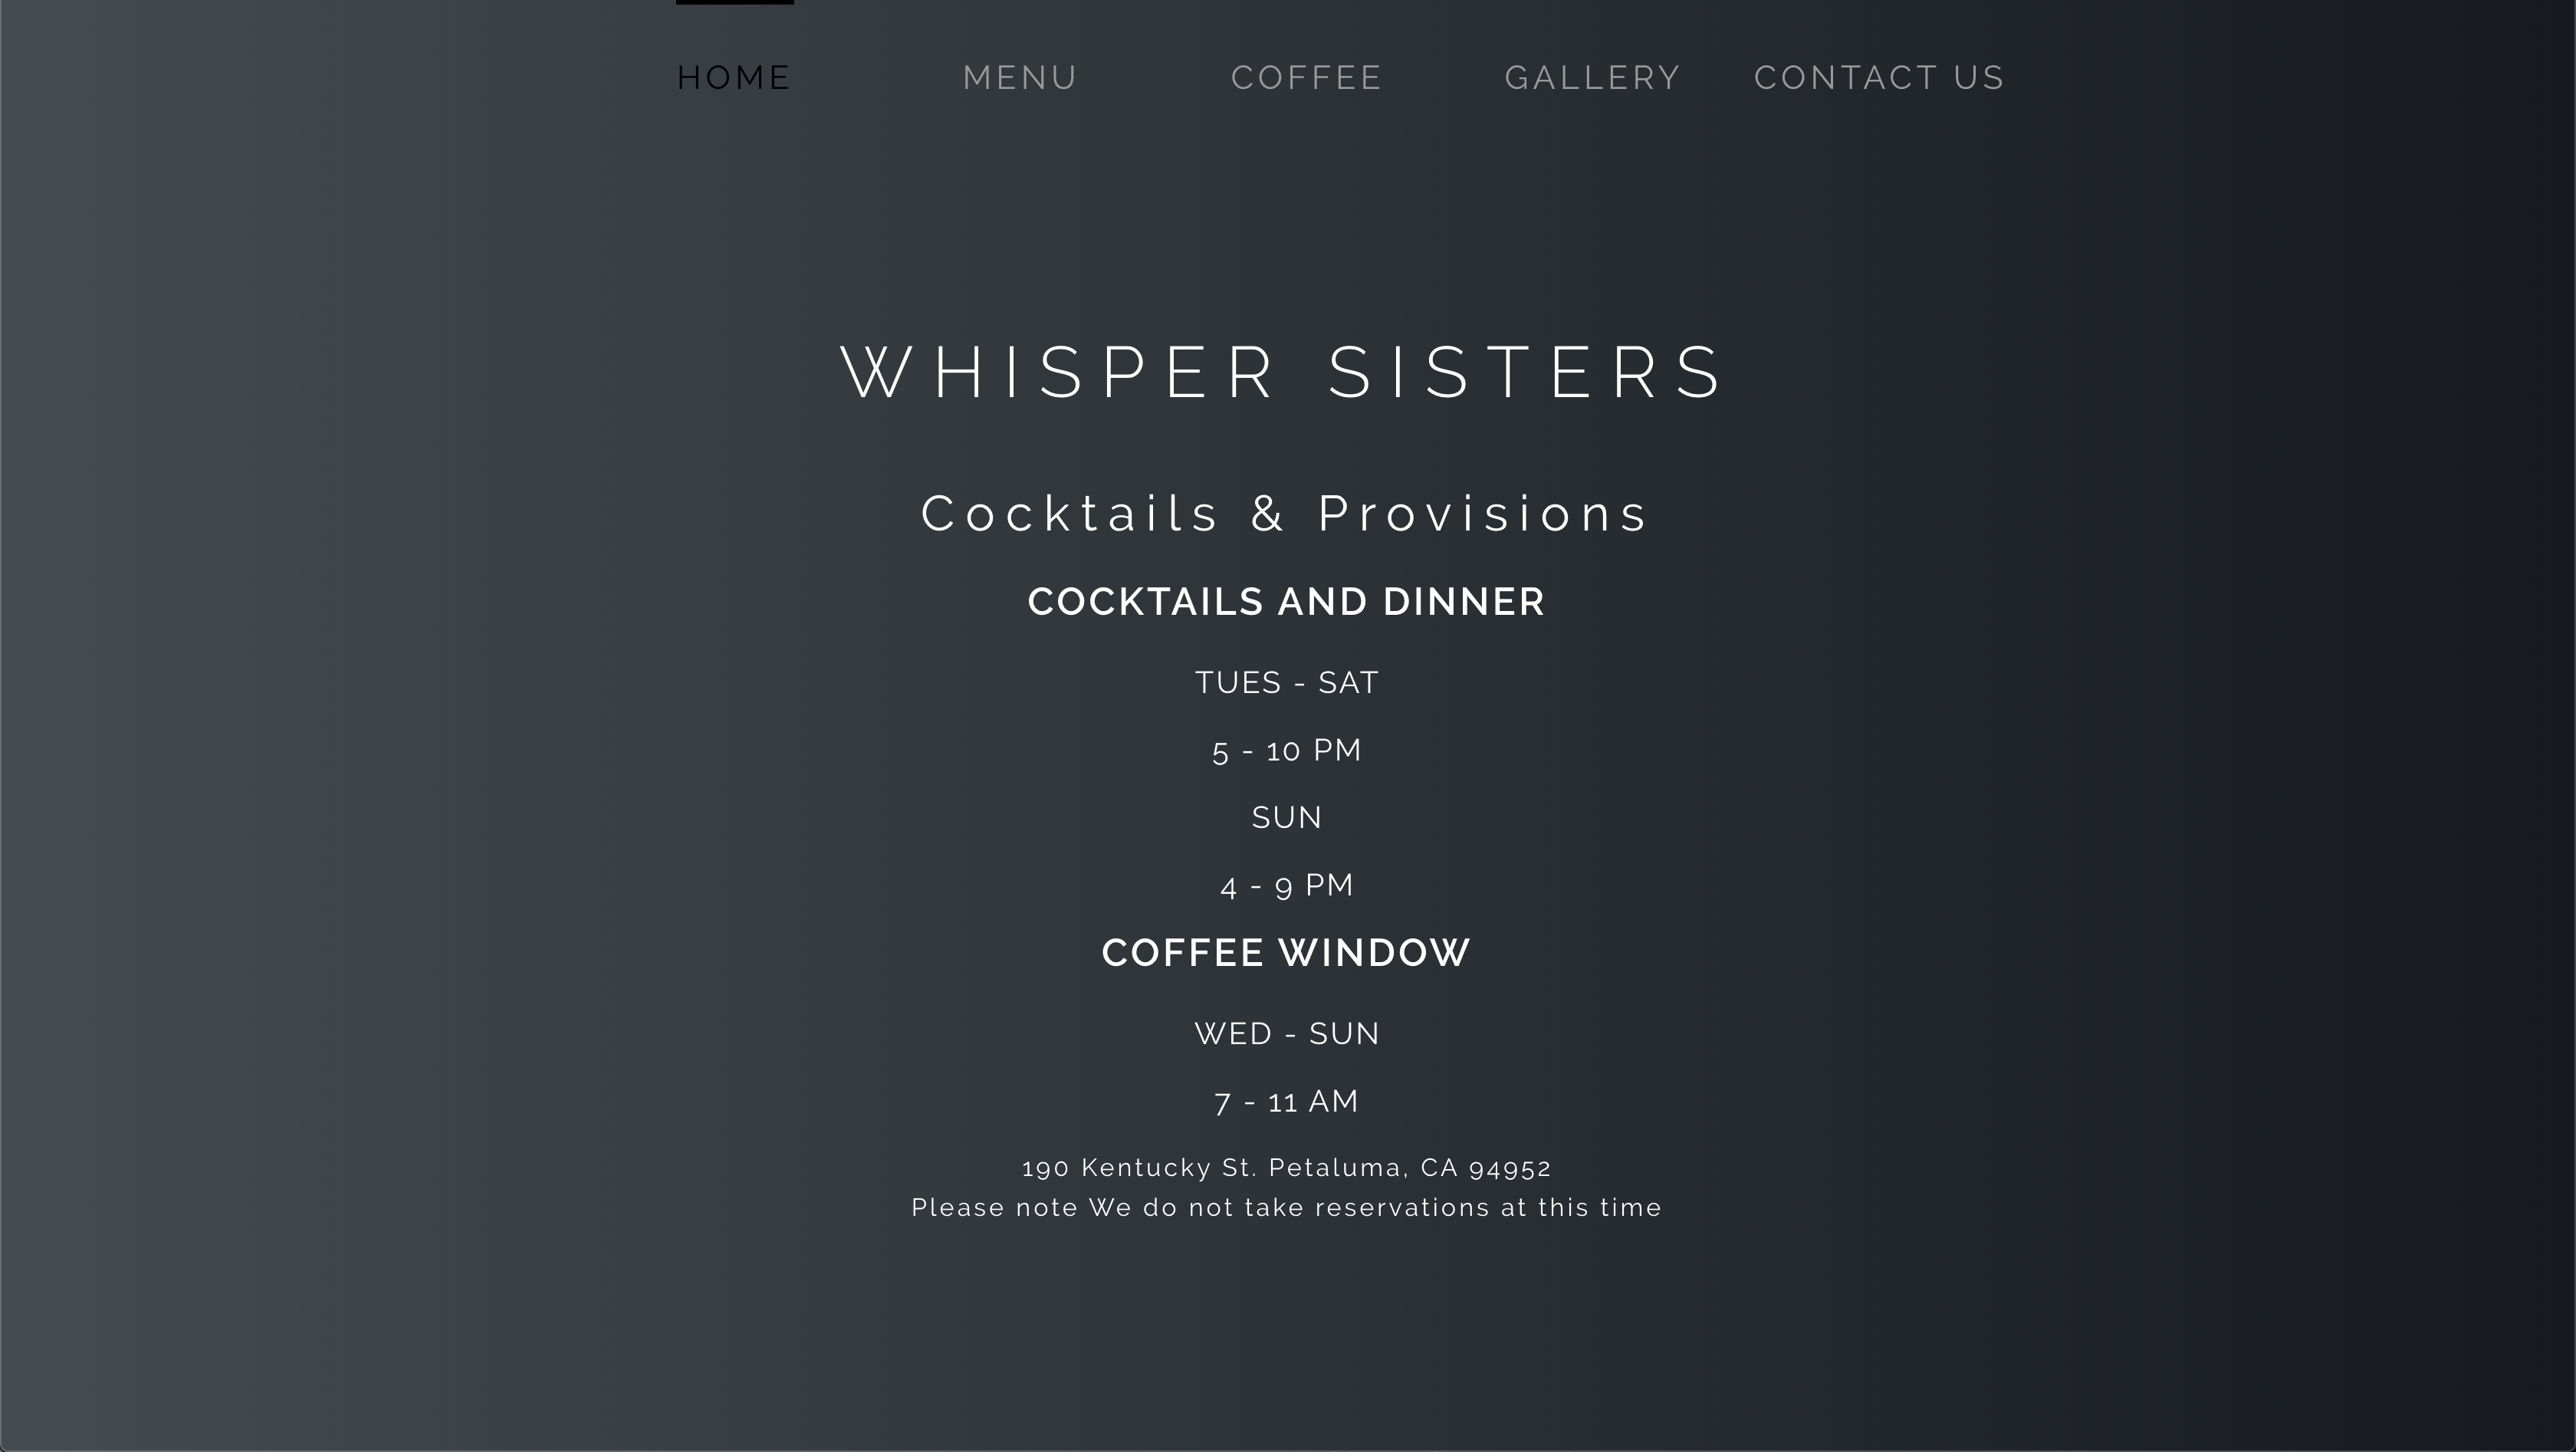 HOME MENU COFFEE GALLERY CONTACT US
WHISPER SISTERS
Cocktails & Provisions
COCKTAILS AND DINNER
TUES - SAT
5 - 10 PM
SUN
4 - 9 PM
COFFEE WINDOW
WED - SUN
7 - 11 AM
190 Kentucky St. Petaluma, CA 94952
Please note We do not take reservations at this time